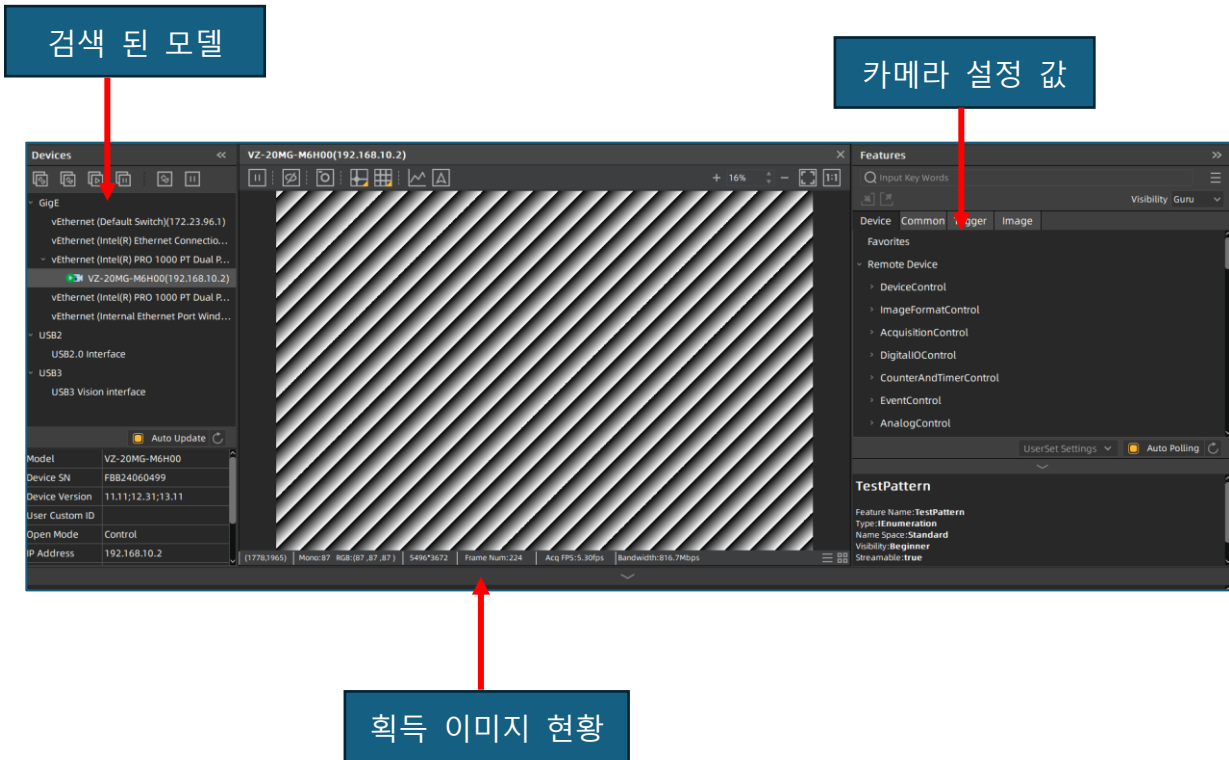 검색 된 모델
카메라 설정 값
Devices
GigE
vEthernet (Default Switch)(172.23.96.1)
vEthernet (Intel(R) Ethernet Connectio...
vEthernet (Intel(R) PRO 1000 PT Dual P...
VZ-20MG-M6H00(192.168.10.2)
vEthernet (Intel(R) PRO 1000 PT Dual P...
vEthernet (Internal Ethernet Port Wind...
USB2
USB2.0 Interface
USB3
USB3 Vision interface
Auto Update
Model VZ-20MG-M6H00
Device SN FBB24060499
Device Version 11.11;12.31;13.11
User Custom ID
Open Mode Control
IP Address 192.168.10.2
VZ-20MG-M6H00(192.168.10.2)
16% 1:1
(1778,1965) Mono:87 RGB:(87 ,87 ,87 ) 5496*3672 Frame Num:224 Acq FPS:5.30fps Bandwidth:816.7Mbps
Features
Input Key Words
Visibility Guru
Device Common Trigger Image
Favorites
Remote Device
DeviceControl
ImageFormatControl
AcquisitionControl
DigitalIOControl
CounterAndTimerControl
EventControl
AnalogControl
UserSet Settings Auto Polling
TestPattern
Feature Name:TestPattern
Type:IEnumeration
Name Space:Standard
Visibility:Beginner
Streamable:true
획득 이미지 현황